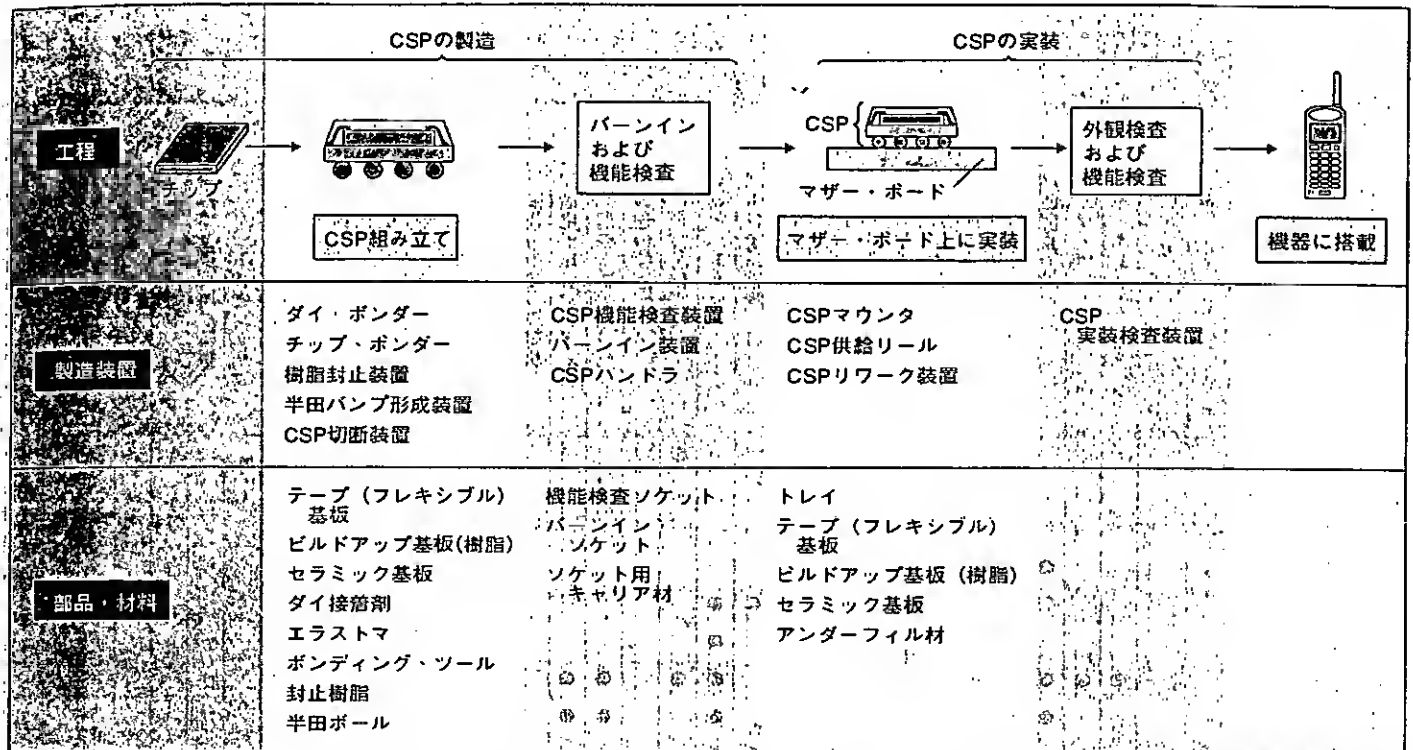 CSPの製造
CSPの実装
工程
チップ
CSP組み立て
バーンイン
および
機能検査
CSP
マザー・ボード
マザー・ボード上に実装
外観検査
および
機能検査
機器に搭載
製造装置
ダイ・ボンダー
チップ・ボンダー
樹脂封止装置
半田バンプ形成装置
CSP切断装置
CSP機能検査装置
バーンイン装置
CSPハンドラ
CSPマウンタ
CSP供給リール
CSPリワーク装置
CSP
実装検査装置
部品・材料
テープ（フレキシブル）
基板
ビルドアップ基板(樹脂)
セラミック基板
ダイ接着剤
エラストマ
ボンディング・ツール
封止樹脂
半田ボール
機能検査ソケット
バーンイン
ソケット
ソケット用
キャリア材
トレイ
テープ（フレキシブル）
基板
ビルドアップ基板（樹脂）
セラミック基板
アンダーフィル材